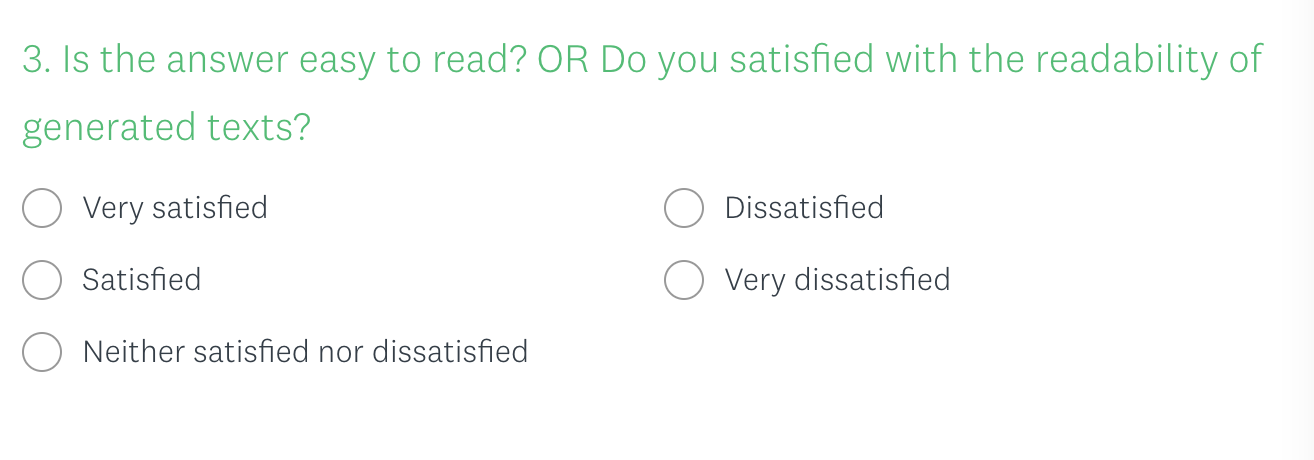 3. Is the answer easy to read? OR Do you satisfied with the readability of
generated texts?
Very satisfied
Satisfied
Neither satisfied nor dissatisfied
Dissatisfied
Very dissatisfied